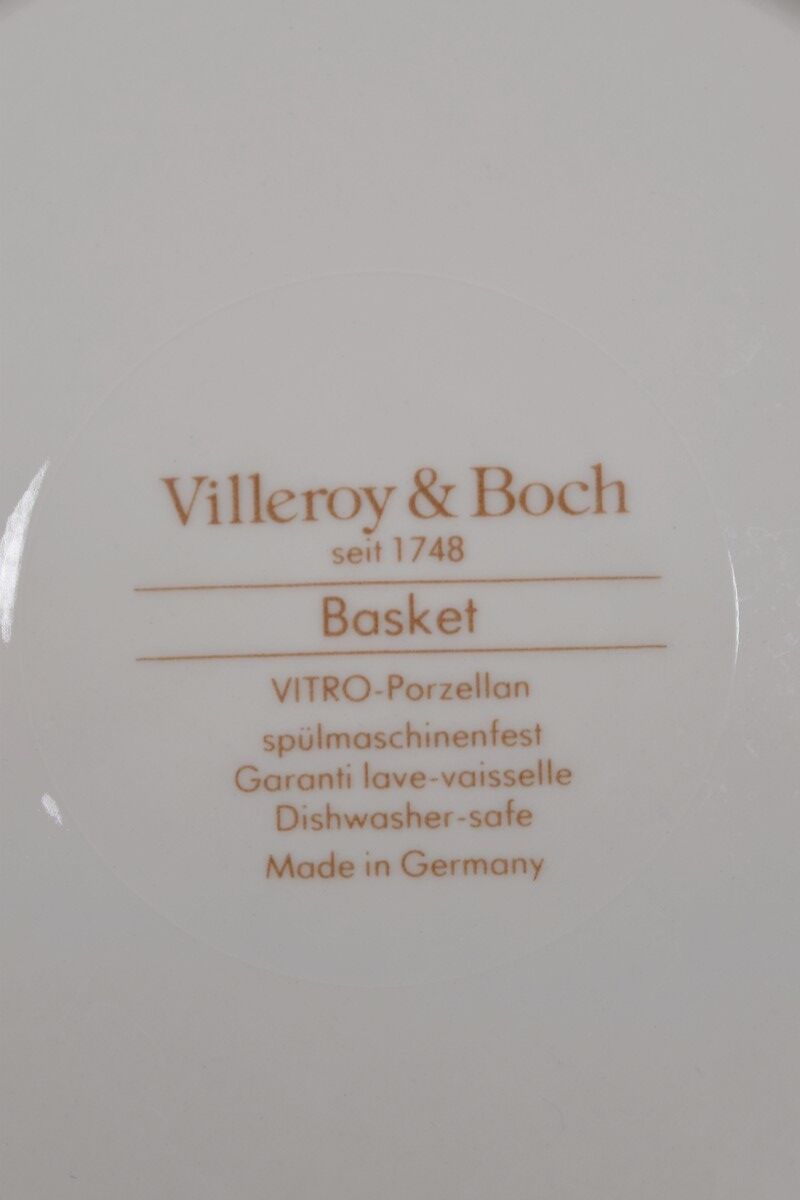 Villeroy & Boch
seit 1748
Basket
VITRO-Porzellan
spülmaschinenfest
Garanti lave-vaisselle
Dishwasher-safe
Made in Germany